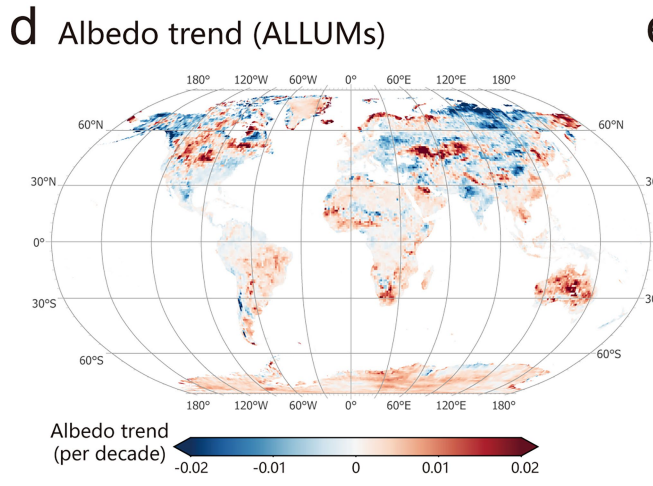 d Albedo trend (ALLUMs) e
180° 120°W 60°W 0° 60°E 120°E 180°
60°N 60°N
30°N 30°N
0° 0°
30°S 30°S 30
60°S 60°S
180° 120°W 60°W 0° 60°E 120°E 180°
Albedo trend
(per decade)
-0.02 -0.01 0 0.01 0.02